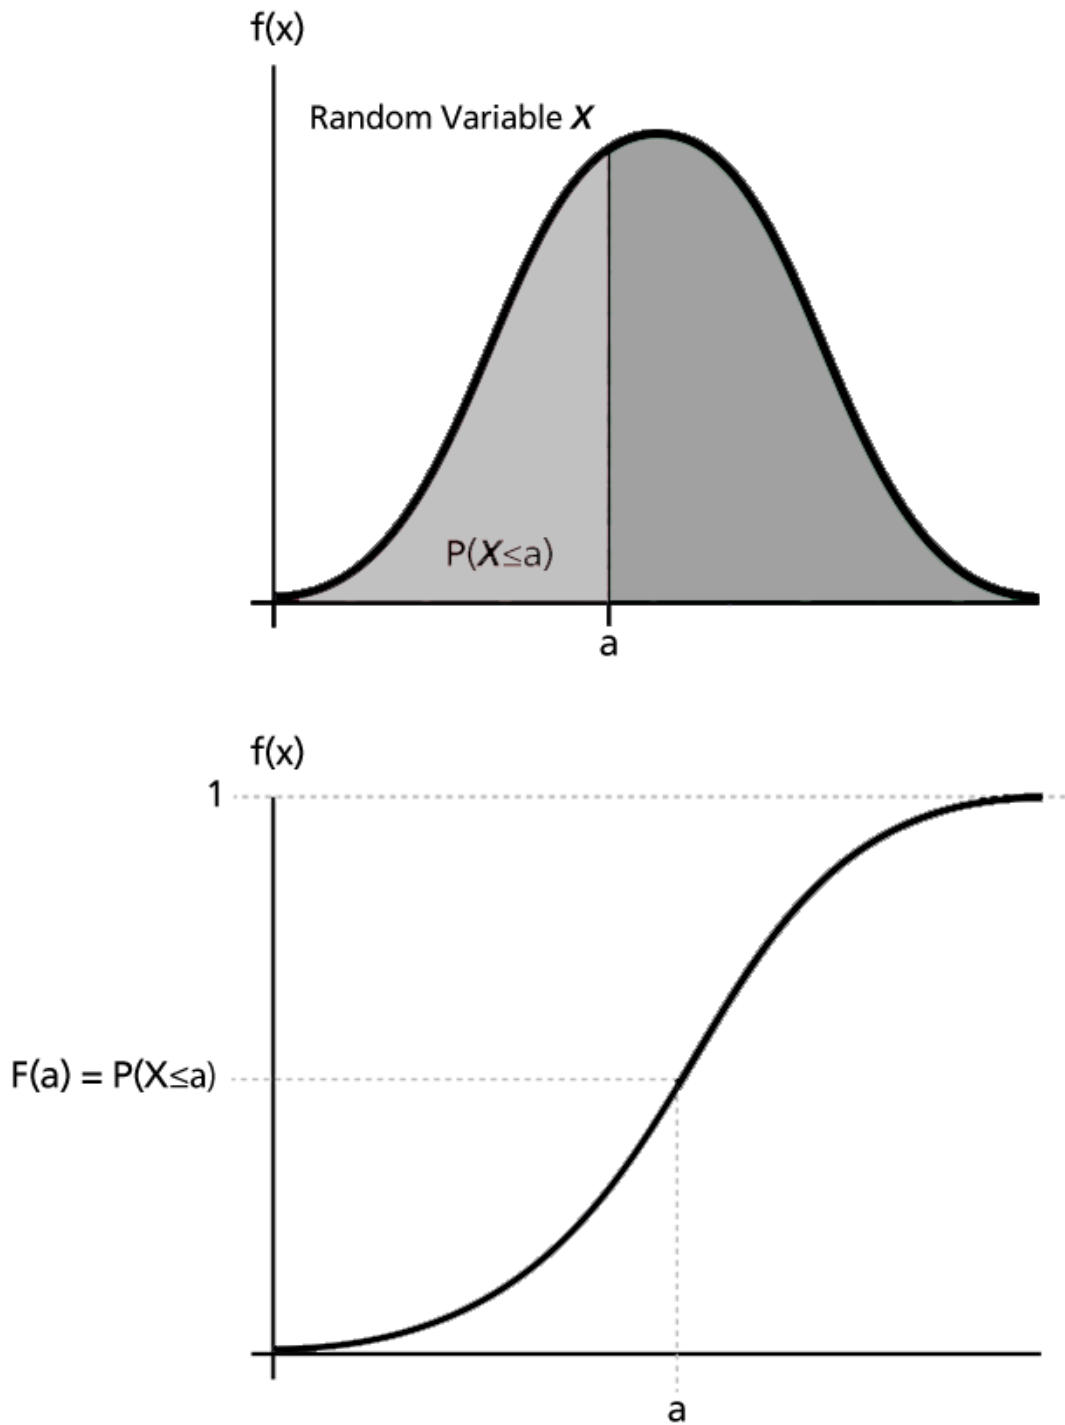 f(x)
Random Variable X
P(X≤a)
a
f(x)
1
F(a) = P(X≤a)
a